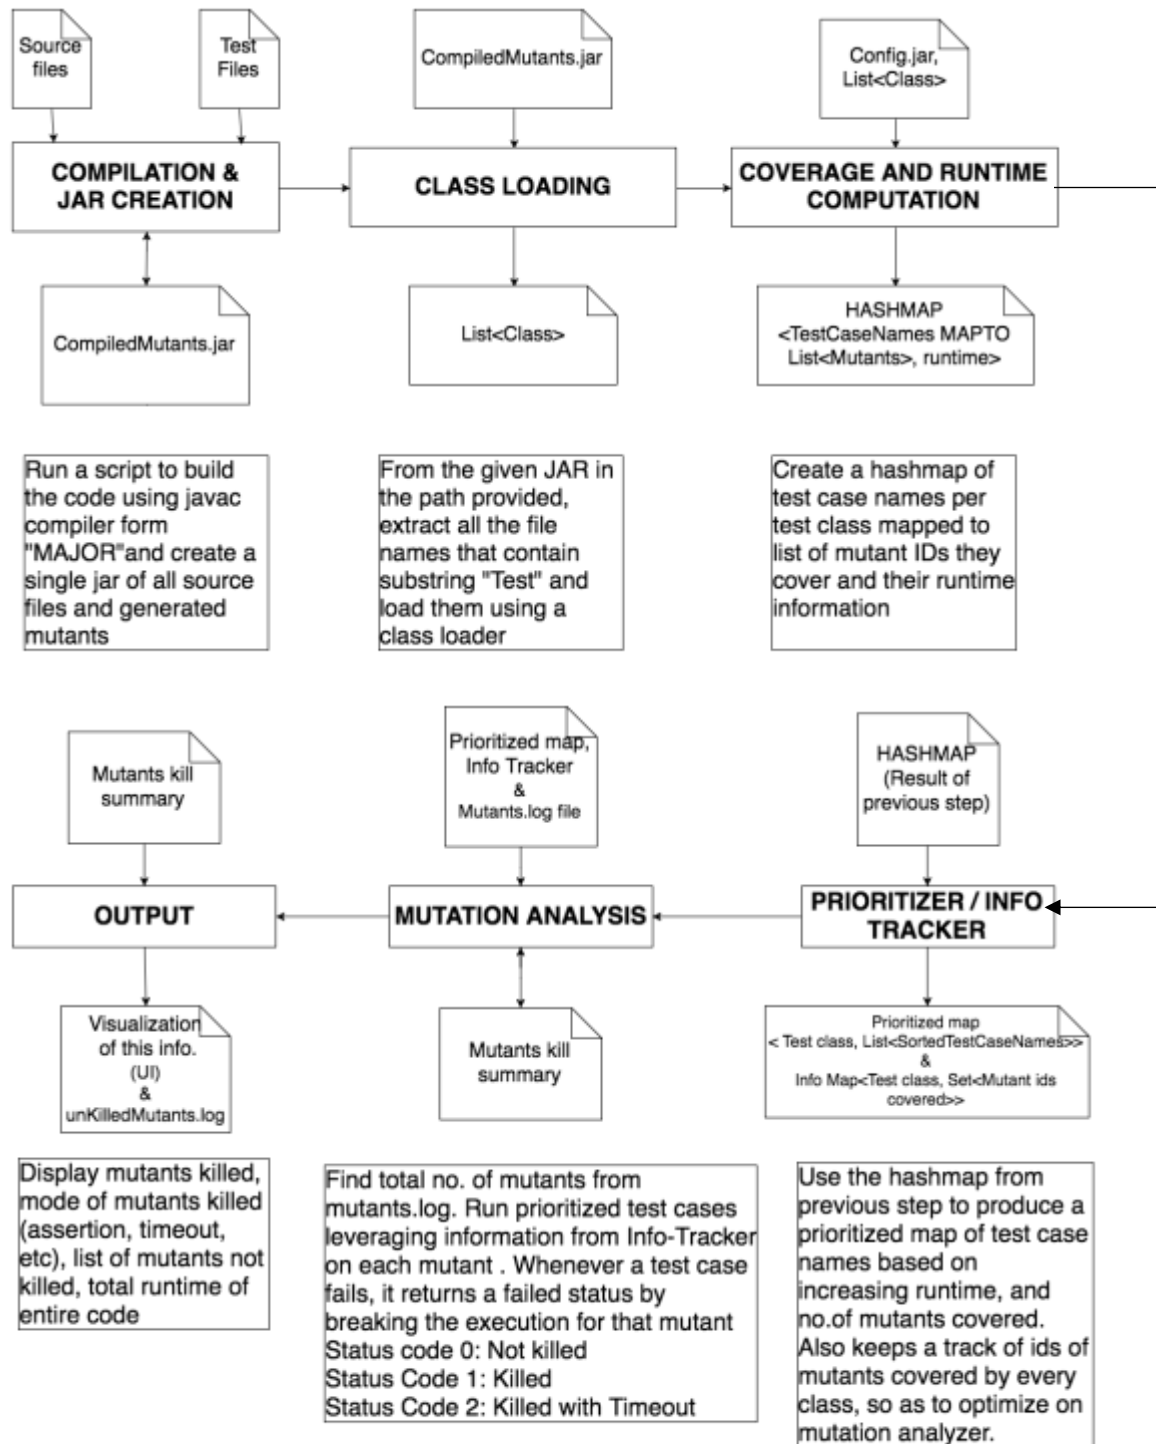 Source
files
Test
Files
CompiledMutants.jar
Config.jar,
List<Class>
COMPILATION &
JAR CREATION
CLASS LOADING
COVERAGE AND RUNTIME
COMPUTATION
CompiledMutants.jar
List<Class>
HASHMAP
<TestCaseNames MAPTO
List<Mutants>, runtime>
Run a script to build
the code using javac
compiler form
"MAJOR"and create a
single jar of all source
files and generated
mutants
From the given JAR in
the path provided,
extract all the file
names that contain
substring "Test" and
load them using a
class loader
Create a hashmap of
test case names per
test class mapped to
list of mutant IDs they
cover and their runtime
information
Mutants kill
summary
Prioritized map,
Info Tracker
&
Mutants.log file
HASHMAP
(Result of
previous step)
OUTPUT
MUTATION ANALYSIS
PRIORITIZER / INFO
TRACKER
Visualization
of this info.
(UI)
&
unKilledMutants.log
Mutants kill
summary
Prioritized map
< Test class, List<SortedTestCaseNames>>
&
Info Map<Test class, Set<Mutant ids
covered>>
Display mutants killed,
mode of mutants killed
(assertion, timeout,
etc), list of mutants not
killed, total runtime of
entire code
Find total no. of mutants from
mutants.log. Run prioritized test cases
leveraging information from Info-Tracker
on each mutant . Whenever a test case
fails, it returns a failed status by
breaking the execution for that mutant
Status code 0: Not killed
Status Code 1: Killed
Status Code 2: Killed with Timeout
Use the hashmap from
previous step to produce a
prioritized map of test case
names based on
increasing runtime, and
no.of mutants covered.
Also keeps a track of ids of
mutants covered by every
class, so as to optimize on
mutation analyzer.